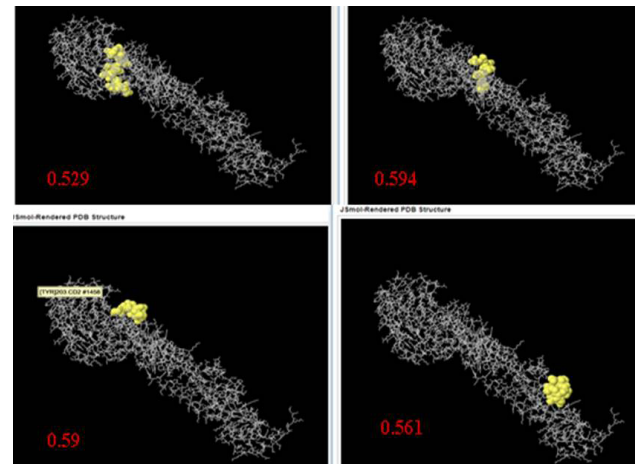 0.529
0.594
JSmol-Rendered PDB Structure
JSmol-Rendered PDB Structure
[TYR]203.CD2 #1458
0.59
0.561